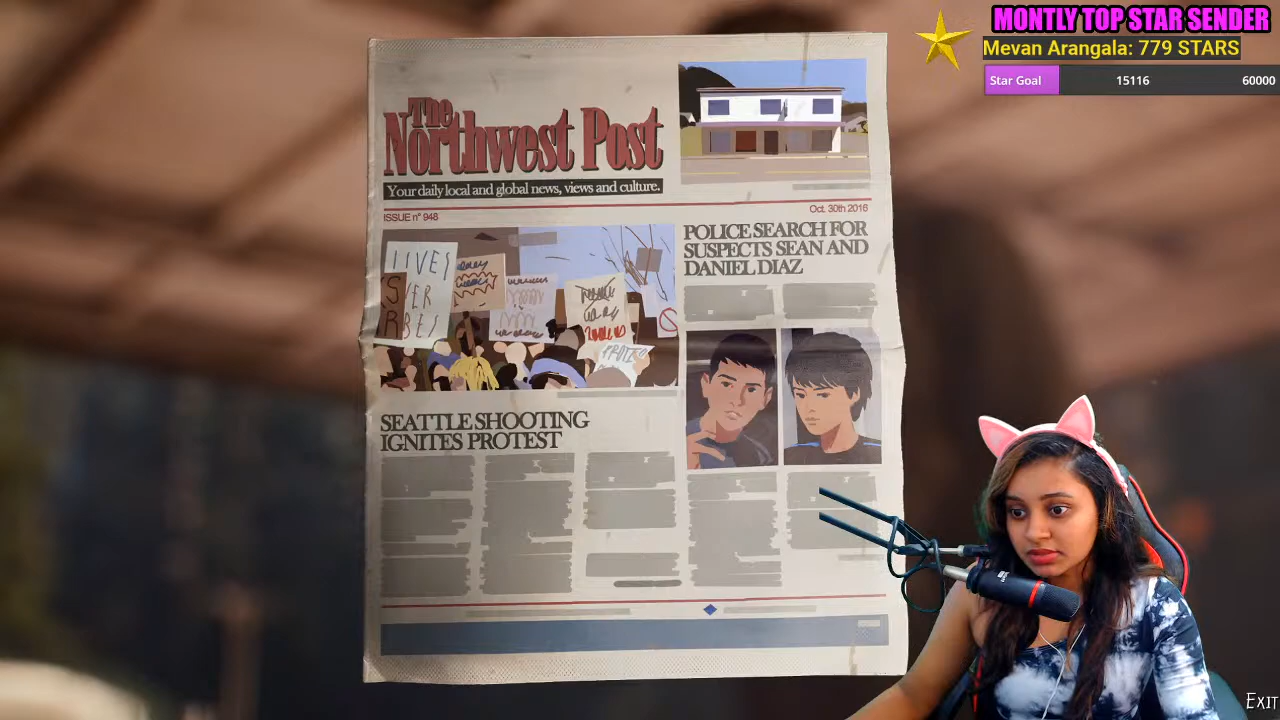 MONTLY TOP STAR SENDER
Mevan Arangala: 779 STARS
Star Goal 15116 60000
The
Northwest Post
Your daily local and global news, views and culture.
ISSUE n° 948
Oct. 30th 2016
POLICE SEARCH FOR
SUSPECTS SEAN AND
DANIEL DIAZ
LIVES
SEATTLE SHOOTING
IGNITES PROTEST
EXIT